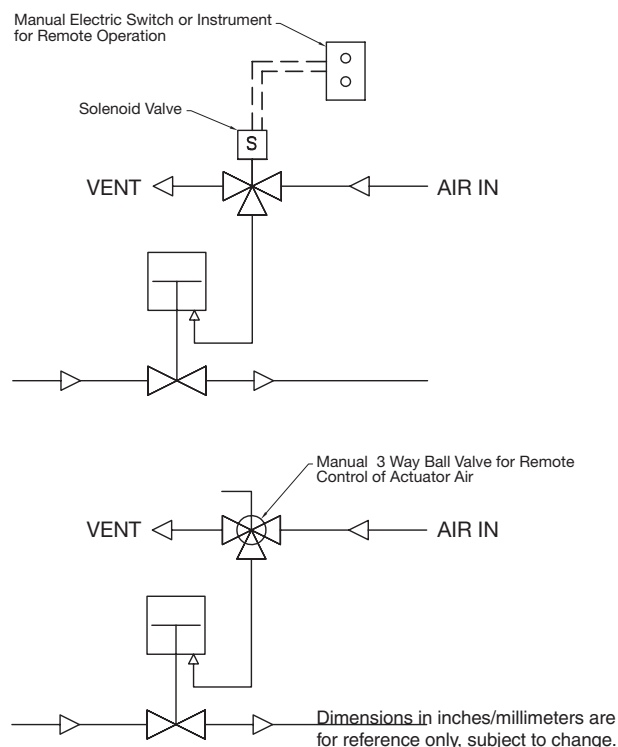 Manual Electric Switch or Instrument
for Remote Operation
Solenoid Valve
S
VENT
AIR IN
Manual 3 Way Ball Valve for Remote
Control of Actuator Air
VENT
AIR IN
Dimensions in inches/millimeters are
for reference only, subject to change.